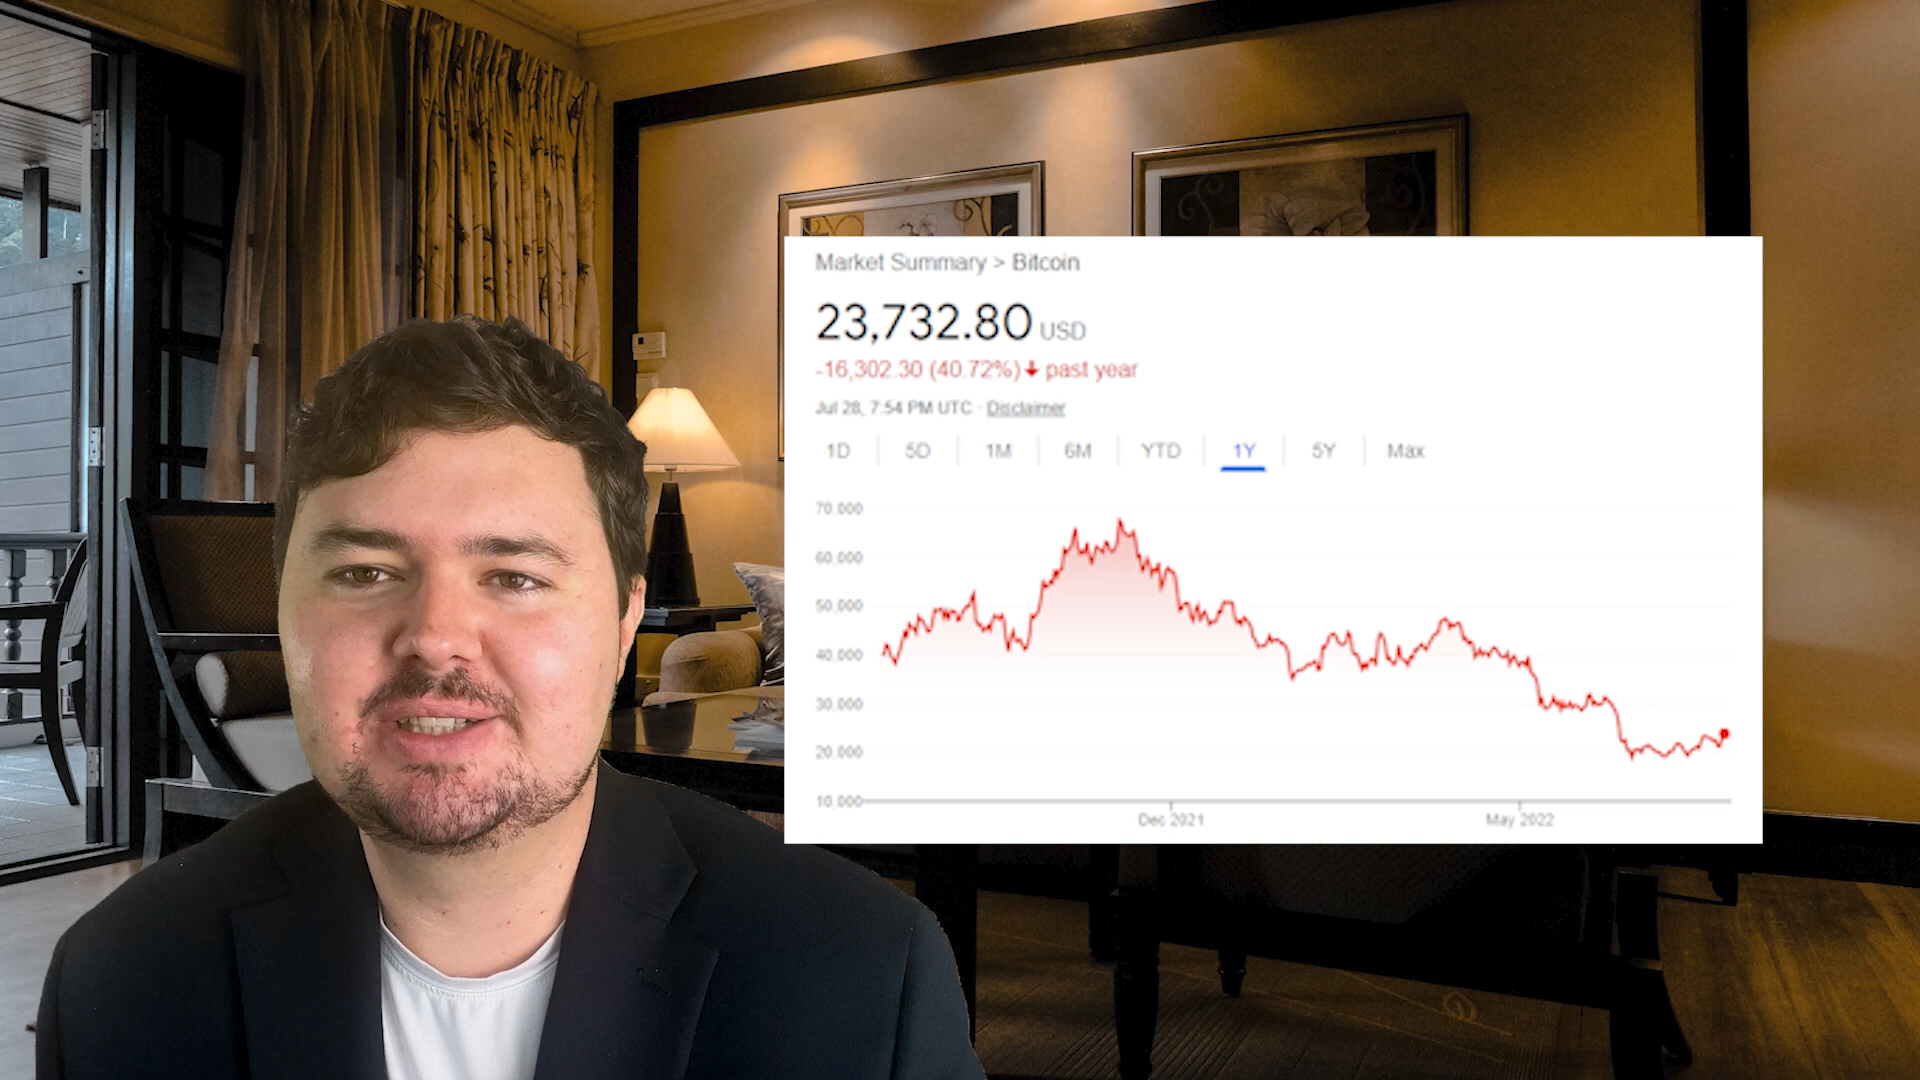 Market Summary > Bitcoin
23,732.80 USD
-16,302.30 (40.72%) past year
Jul 28, 7:54 PM UTC · Disclaimer
1D 5D 1M 6M YTD 1Y 5Y Max
70,000
60,000
50,000
40,000
30,000
20,000
10,000
Dec 2021 May 2022